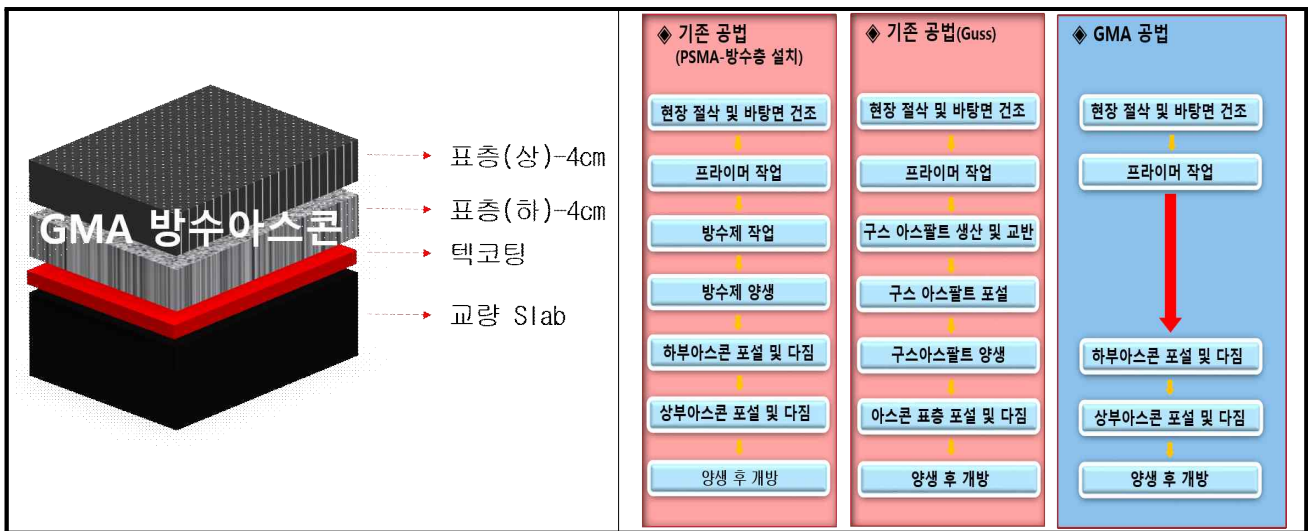 표층(상)-4cm
GMA 방수아스콘
표층(하)-4cm
텍코팅
교량 Slab
◈ 기존 공법
(PSMA-방수층 설치)
현장 절삭 및 바탕면 건조
프라이머 작업
방수제 작업
방수제 양생
하부아스콘 포설 및 다짐
상부아스콘 포설 및 다짐
양생 후 개방
◈ 기존 공법(Guss)
현장 절삭 및 바탕면 건조
프라이머 작업
구스 아스팔트 생산 및 교반
구스 아스팔트 포설
구스아스팔트 양생
아스콘 표층 포설 및 다짐
양생 후 개방
◈ GMA 공법
현장 절삭 및 바탕면 건조
프라이머 작업
하부아스콘 포설 및 다짐
상부아스콘 포설 및 다짐
양생 후 개방